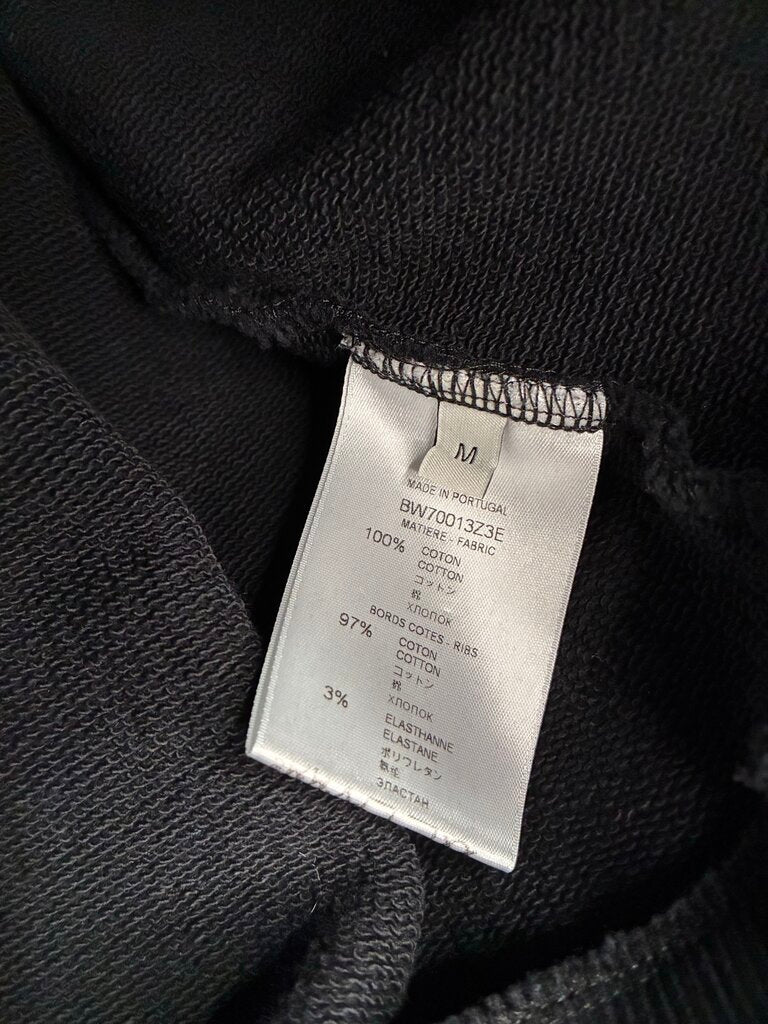 M
MADE IN PORTUGAL
BW70013Z3E
MATIERE - FABRIC
100% COTON
COTTON
コットン
棉
ХЛОПОК
BORDS COTES - RIBS
97% COTON
COTTON
コットン
棉
ХЛОПОК
3% ELASTHANNE
ELASTANE
ポリウレタン
氨纶
ЭЛАСТАН